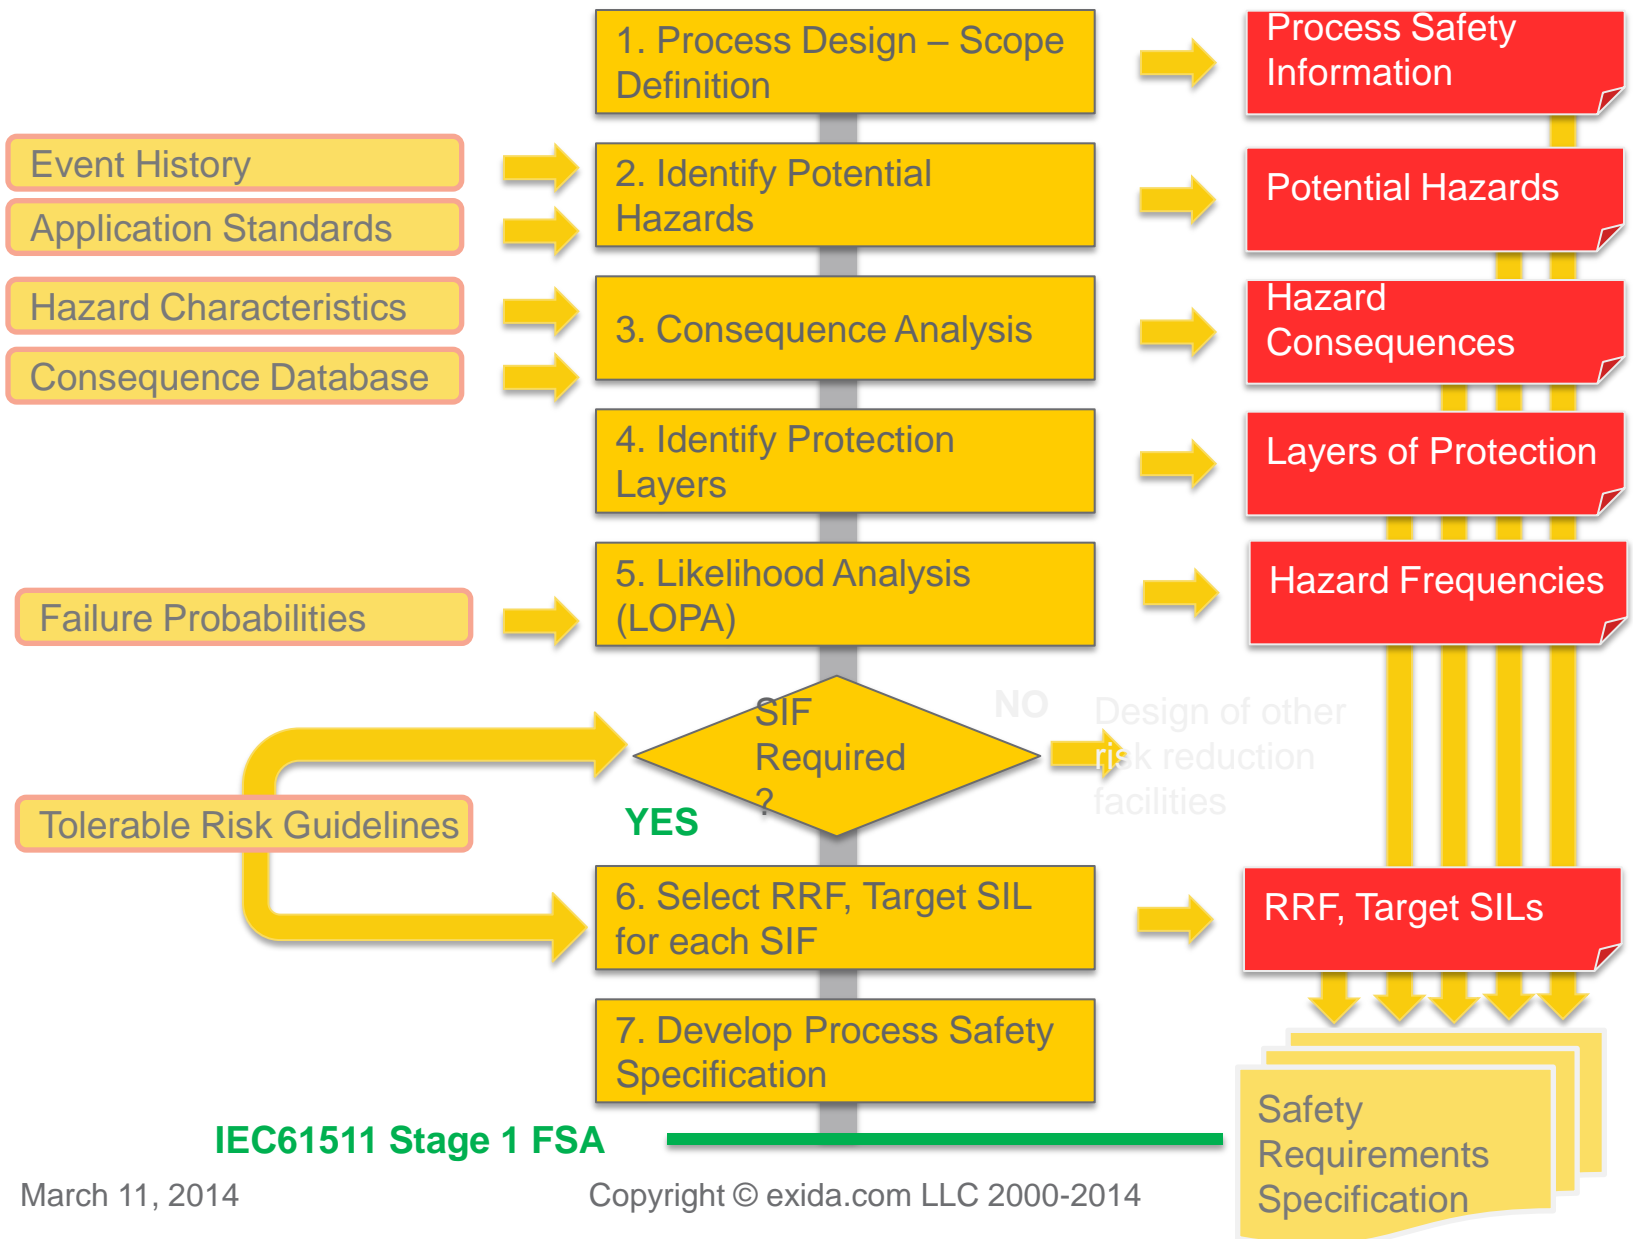 1. Process Design – Scope
Definition
Process Safety
Information
Event History
Application Standards
2. Identify Potential
Hazards
Potential Hazards
Hazard Characteristics
Consequence Database
3. Consequence Analysis
Hazard
Consequences
4. Identify Protection
Layers
Layers of Protection
Failure Probabilities
5. Likelihood Analysis
(LOPA)
Hazard Frequencies
SIF
Required
?
NO
Design of other
risk reduction
facilities
Tolerable Risk Guidelines
YES
6. Select RRF, Target SIL
for each SIF
RRF, Target SILs
7. Develop Process Safety
Specification
IEC61511 Stage 1 FSA
Safety
Requirements
Specification
March 11, 2014
Copyright © exida.com LLC 2000-2014